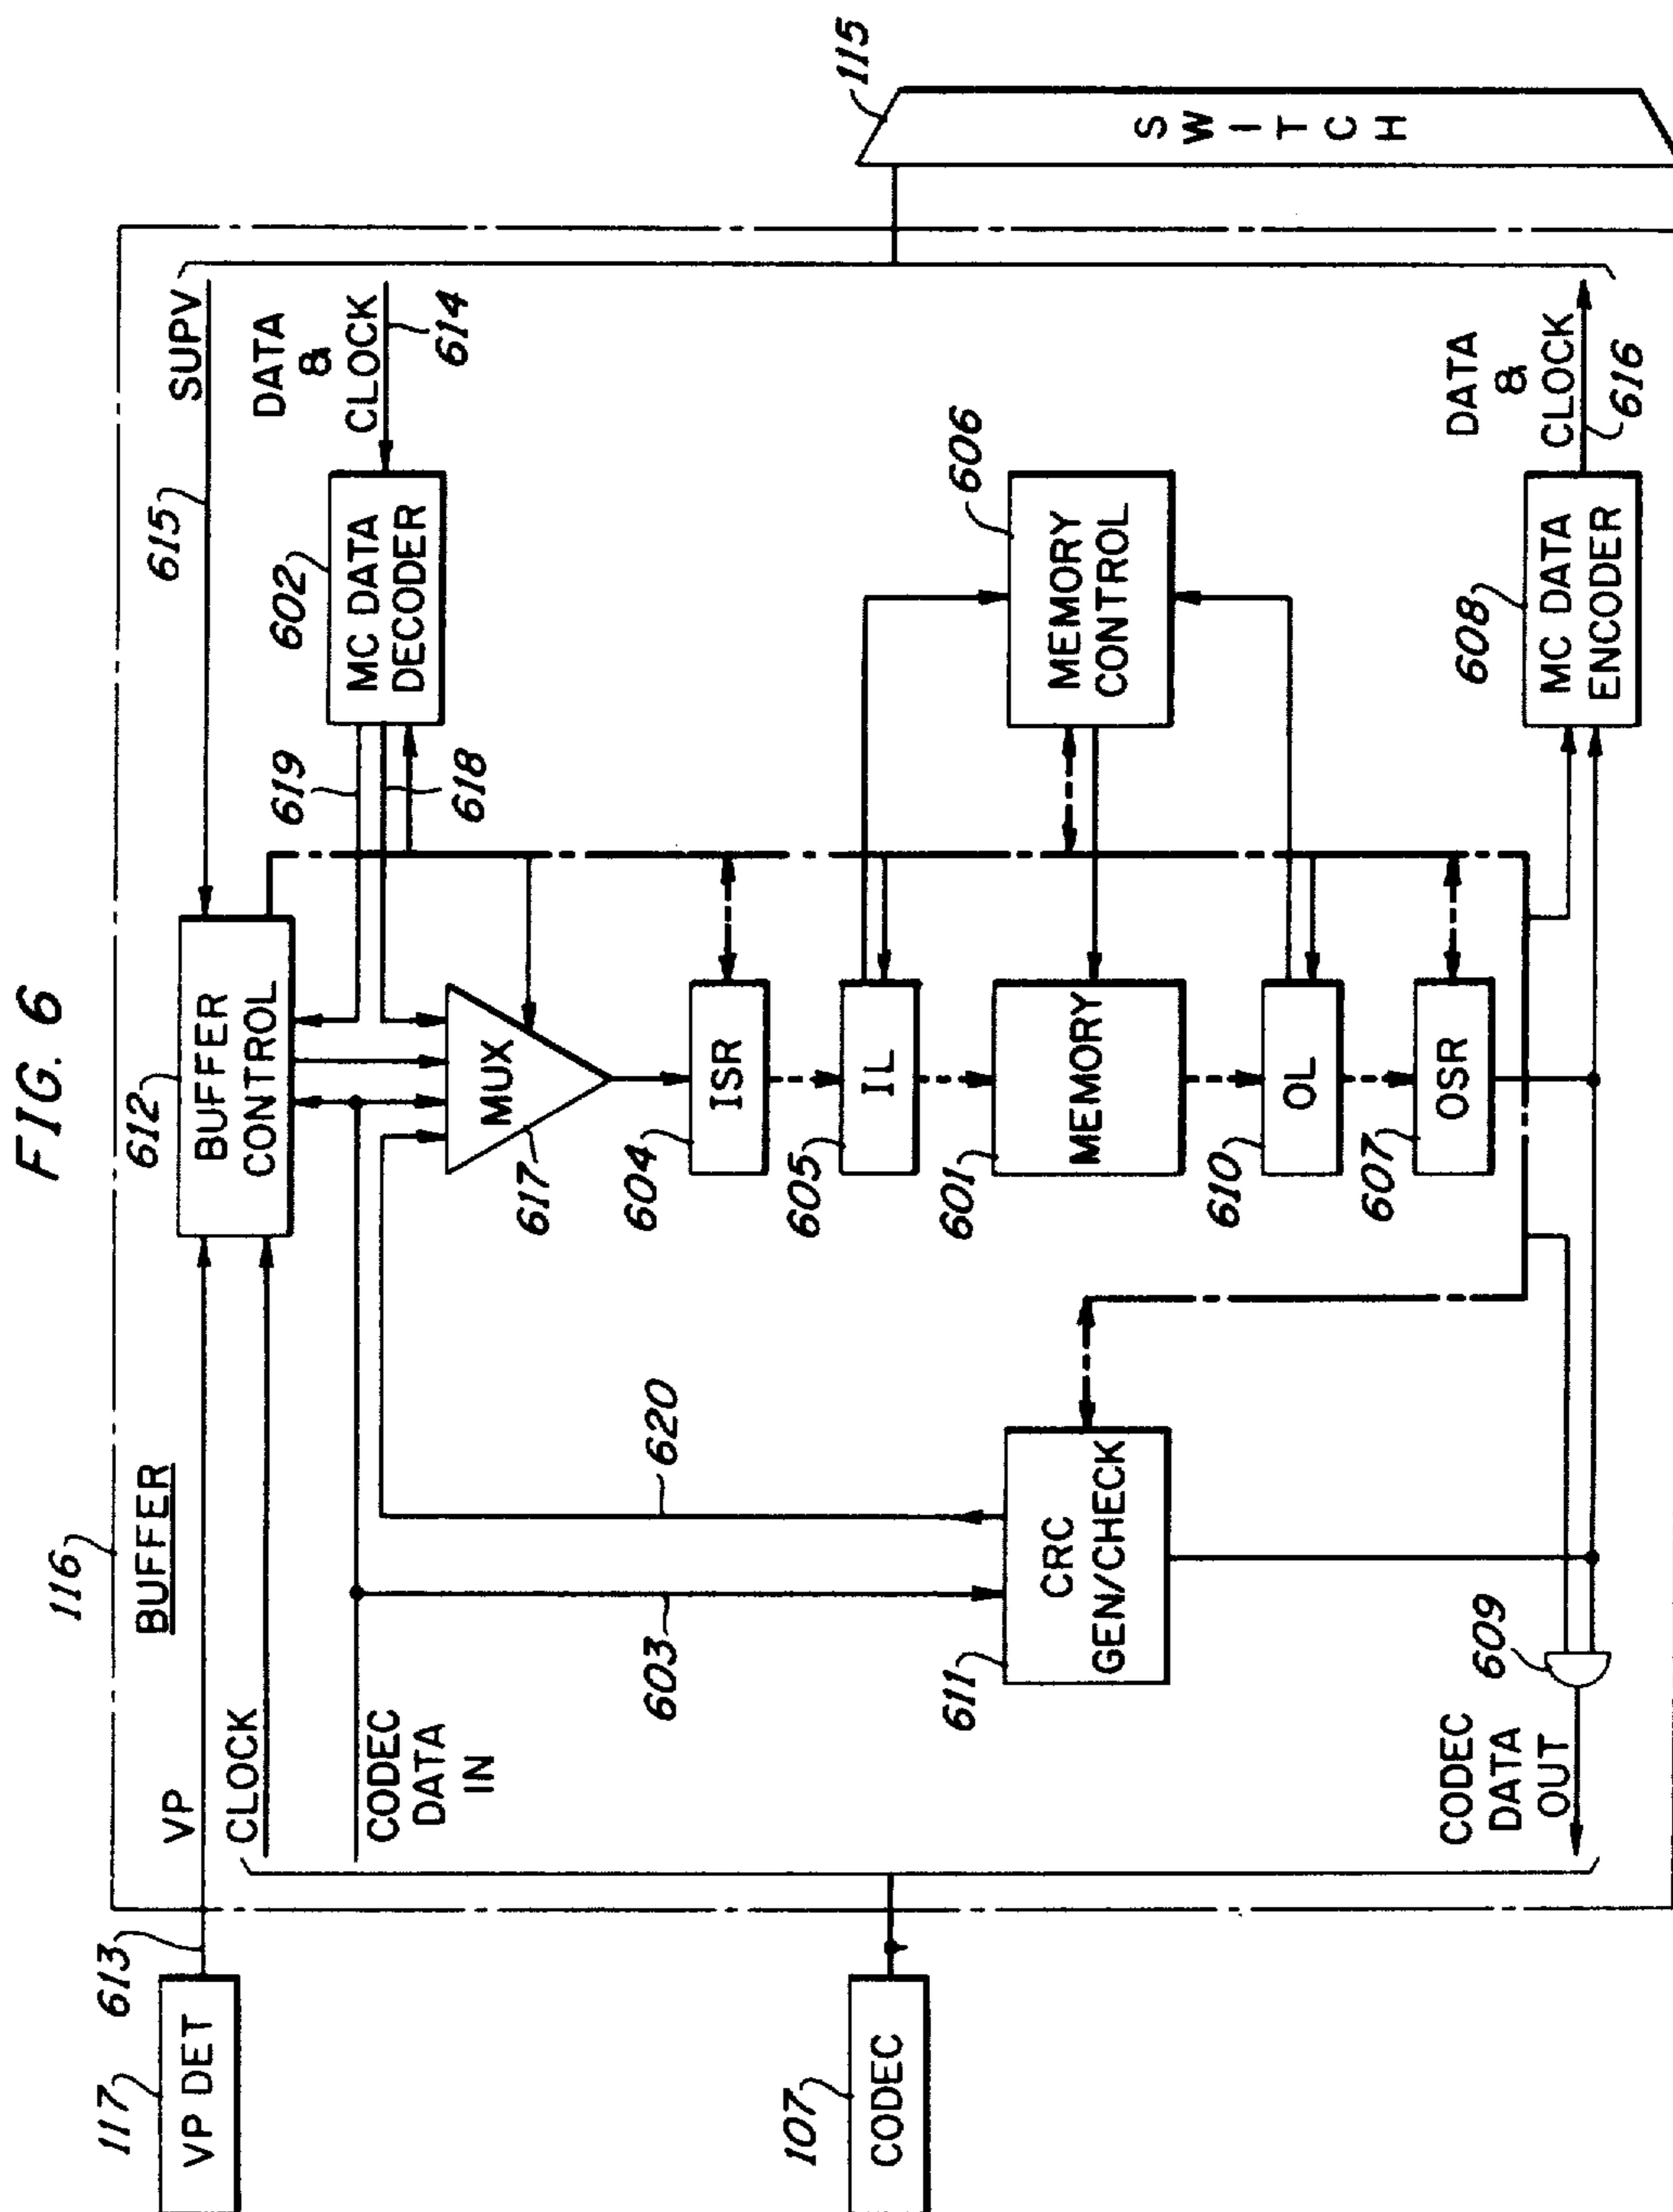 FIG. 6
116
BUFFER
117
VP DET
613
VP
CLOCK
CODEC
DATA
IN
612
BUFFER
CONTROL
615
SUPV
DATA
&
CLOCK
614
602
MC DATA
DECODER
619
618
MUX
617
620
603
604
ISR
605
IL
601
MEMORY
606
MEMORY
CONTROL
610
OL
607
OSR
611
CRC
GEN/CHECK
107
CODEC
115
SWITCH
609
CODEC
DATA
OUT
608
MC DATA
ENCODER
DATA
&
CLOCK
616